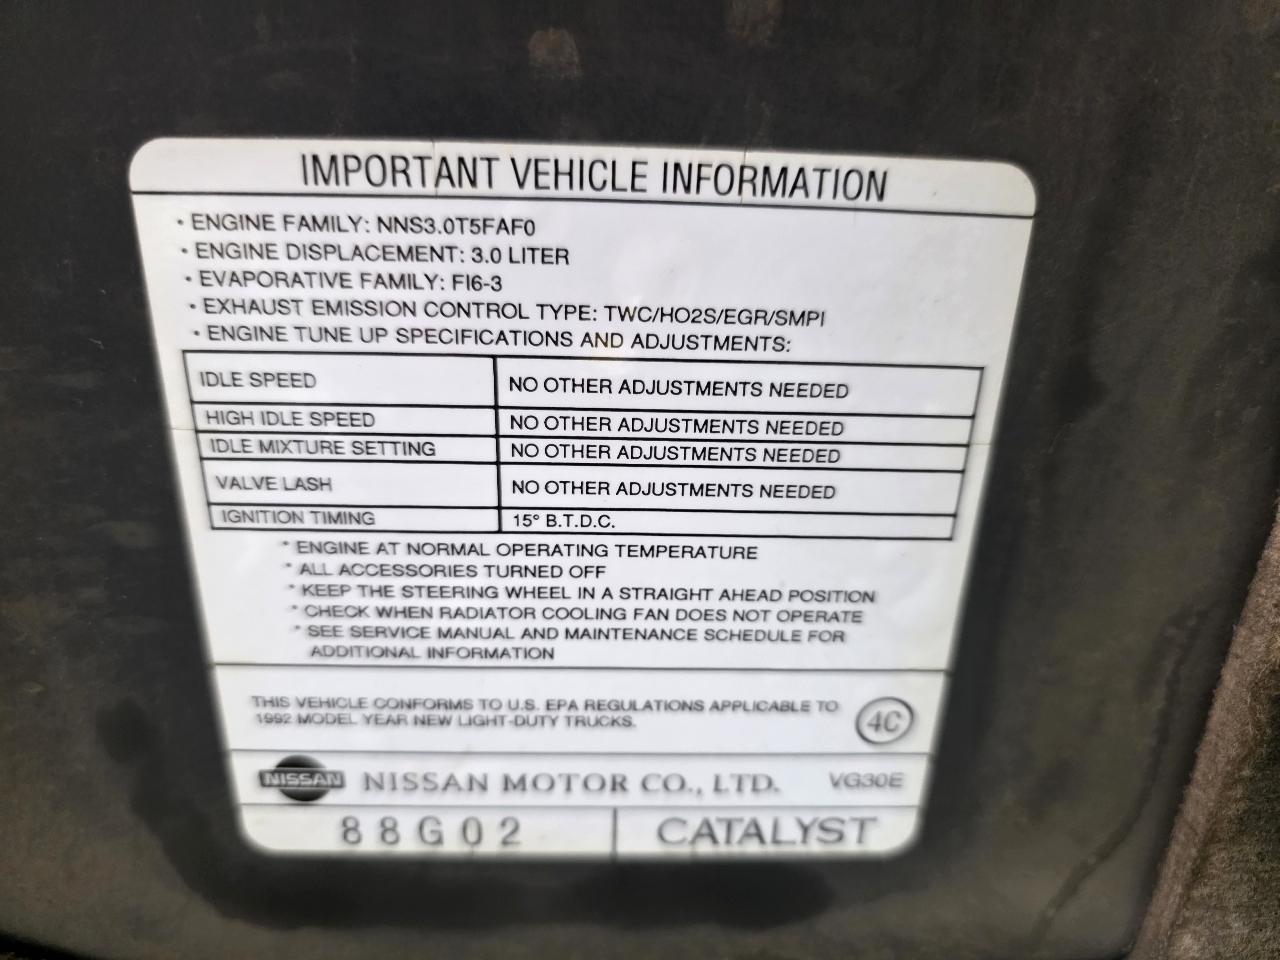 IMPORTANT VEHICLE INFORMATION
• ENGINE FAMILY: NNS3.0T5FAF0
• ENGINE DISPLACEMENT: 3.0 LITER
• EVAPORATIVE FAMILY: FI6-3
• EXHAUST EMISSION CONTROL TYPE: TWC/HO2S/EGR/SMPI
• ENGINE TUNE UP SPECIFICATIONS AND ADJUSTMENTS:
IDLE SPEED NO OTHER ADJUSTMENTS NEEDED
HIGH IDLE SPEED NO OTHER ADJUSTMENTS NEEDED
IDLE MIXTURE SETTING NO OTHER ADJUSTMENTS NEEDED
VALVE LASH NO OTHER ADJUSTMENTS NEEDED
IGNITION TIMING 15° B.T.D.C.
* ENGINE AT NORMAL OPERATING TEMPERATURE
* ALL ACCESSORIES TURNED OFF
* KEEP THE STEERING WHEEL IN A STRAIGHT AHEAD POSITION
* CHECK WHEN RADIATOR COOLING FAN DOES NOT OPERATE
* SEE SERVICE MANUAL AND MAINTENANCE SCHEDULE FOR
ADDITIONAL INFORMATION
THIS VEHICLE CONFORMS TO U.S. EPA REGULATIONS APPLICABLE TO
1992 MODEL YEAR NEW LIGHT-DUTY TRUCKS.
4C
NISSAN NISSAN MOTOR CO., LTD. VG30E
88G02 CATALYST